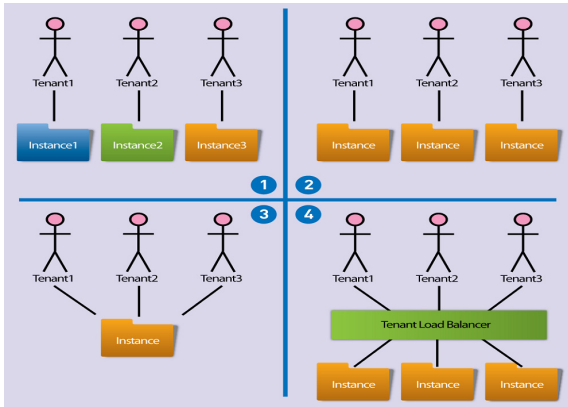 Tenant1 Tenant2 Tenant3
Instance1 Instance2 Instance3
1
Tenant1 Tenant2 Tenant3
Instance Instance Instance
2
3
Tenant1 Tenant2 Tenant3
Instance
4
Tenant1 Tenant2 Tenant3
Tenant Load Balancer
Instance Instance Instance